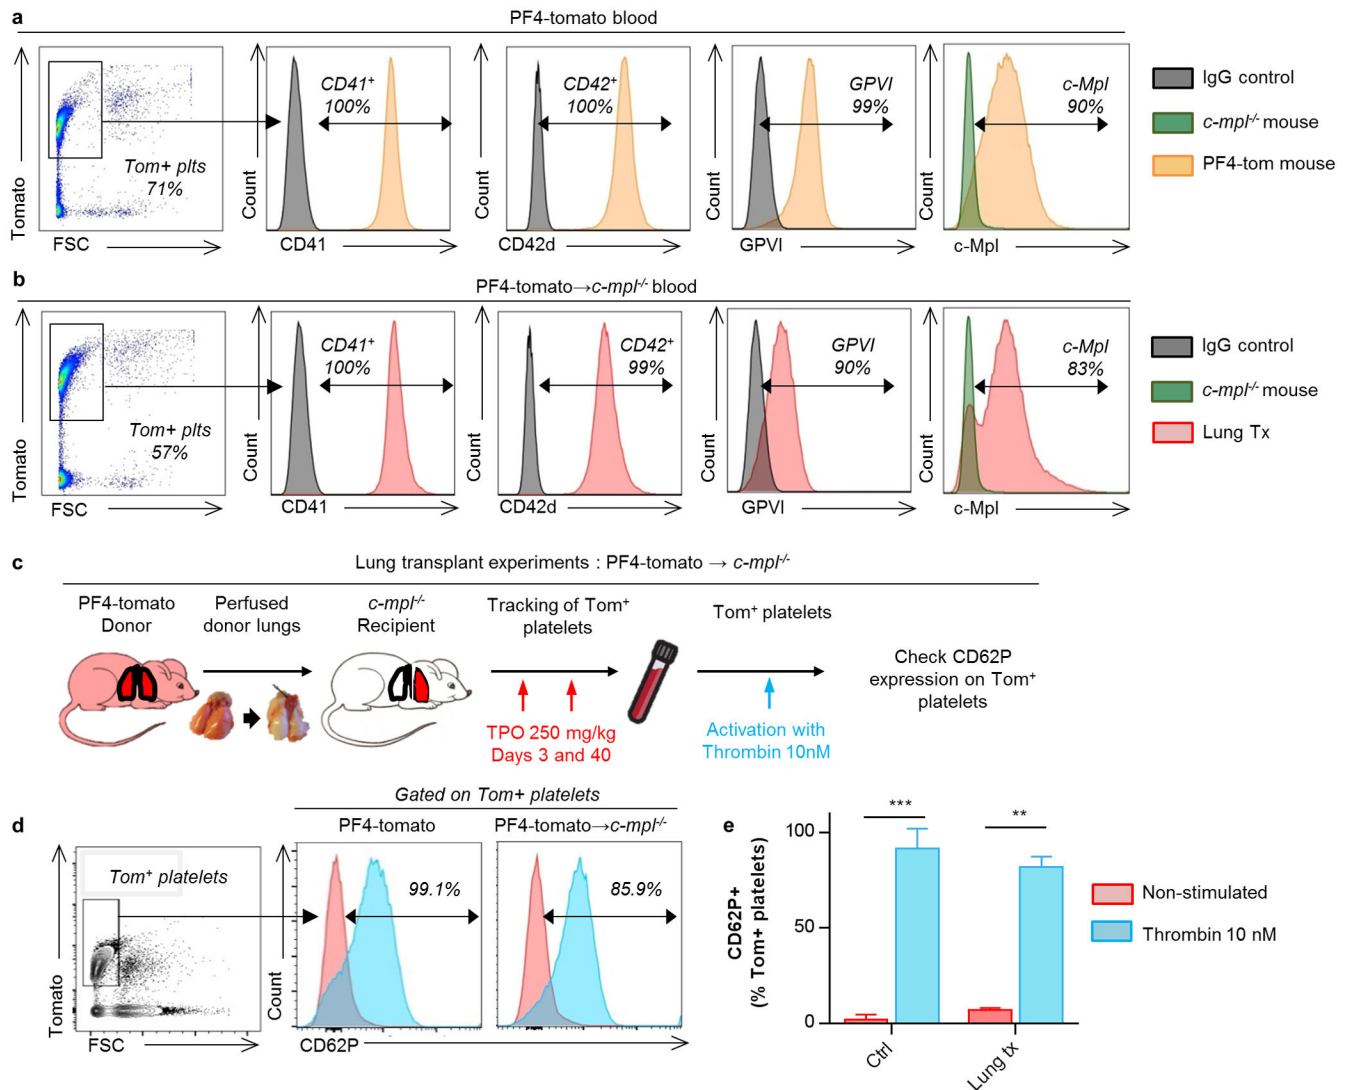 a
PF4-tomato blood
Tomato
FSC
Tom+ plts
71%
Count
CD41+
100%
CD41
Count
CD42+
100%
CD42d
Count
GPVI
99%
GPVI
Count
c-Mpl
90%
c-Mpl
IgG control
c-mpl-/- mouse
PF4-tom mouse
b
PF4-tomato→c-mpl-/- blood
Tomato
FSC
Tom+ plts
57%
Count
CD41+
100%
CD41
Count
CD42+
99%
CD42d
Count
GPVI
90%
GPVI
Count
c-Mpl
83%
c-Mpl
IgG control
c-mpl-/- mouse
Lung Tx
c
Lung transplant experiments : PF4-tomato → c-mpl-/-
PF4-tomato
Donor
Perfused
donor lungs
c-mpl-/-
Recipient
Tracking of Tom+
platelets
TPO 250 mg/kg
Days 3 and 40
Tom+ platelets
Activation with
Thrombin 10nM
Check CD62P
expression on Tom+
platelets
d
Gated on Tom+ platelets
PF4-tomato
PF4-tomato→c-mpl-/-
Tomato
Tom+ platelets
FSC
Count
99.1%
85.9%
CD62P
e
CD62P+
(% Tom+ platelets)
100
50
0
***
**
Ctrl
Lung tx
Non-stimulated
Thrombin 10 nM